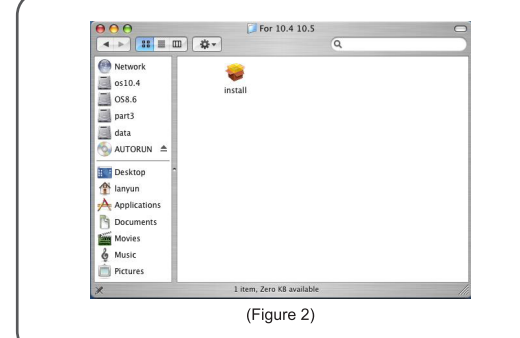 For 10.4 10.5
Network
os10.4
OS8.6
part3
data
AUTORUN
Desktop
lanyun
Applications
Documents
Movies
Music
Pictures
install
1 item, Zero KB available
(Figure 2)